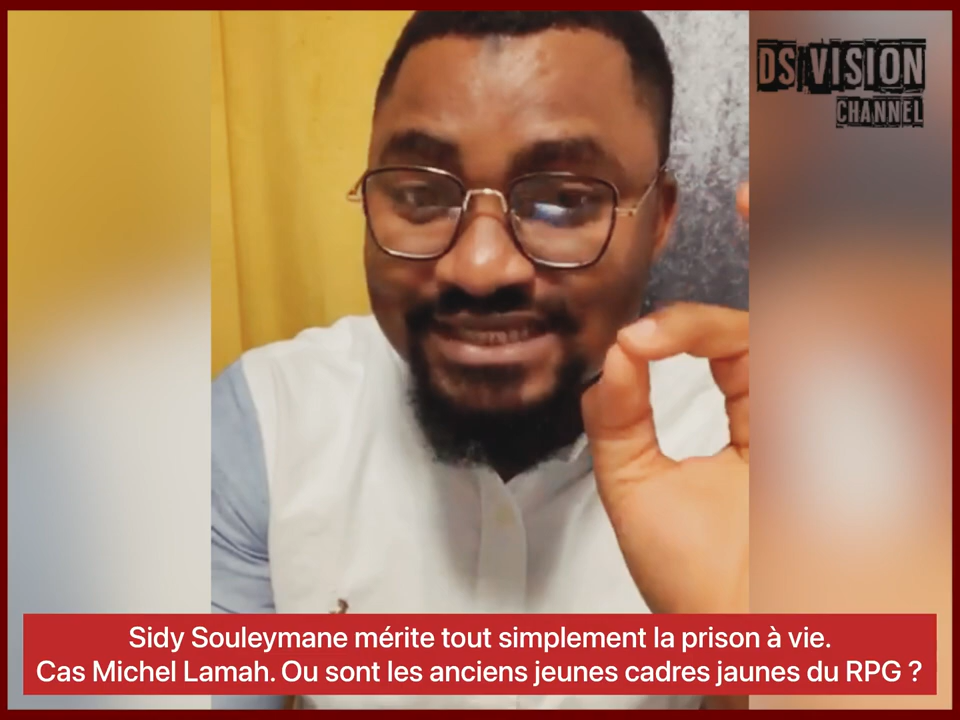 DS VISION
CHANNEL
Sidy Souleymane mérite tout simplement la prison à vie.
Cas Michel Lamah. Ou sont les anciens jeunes cadres jaunes du RPG ?